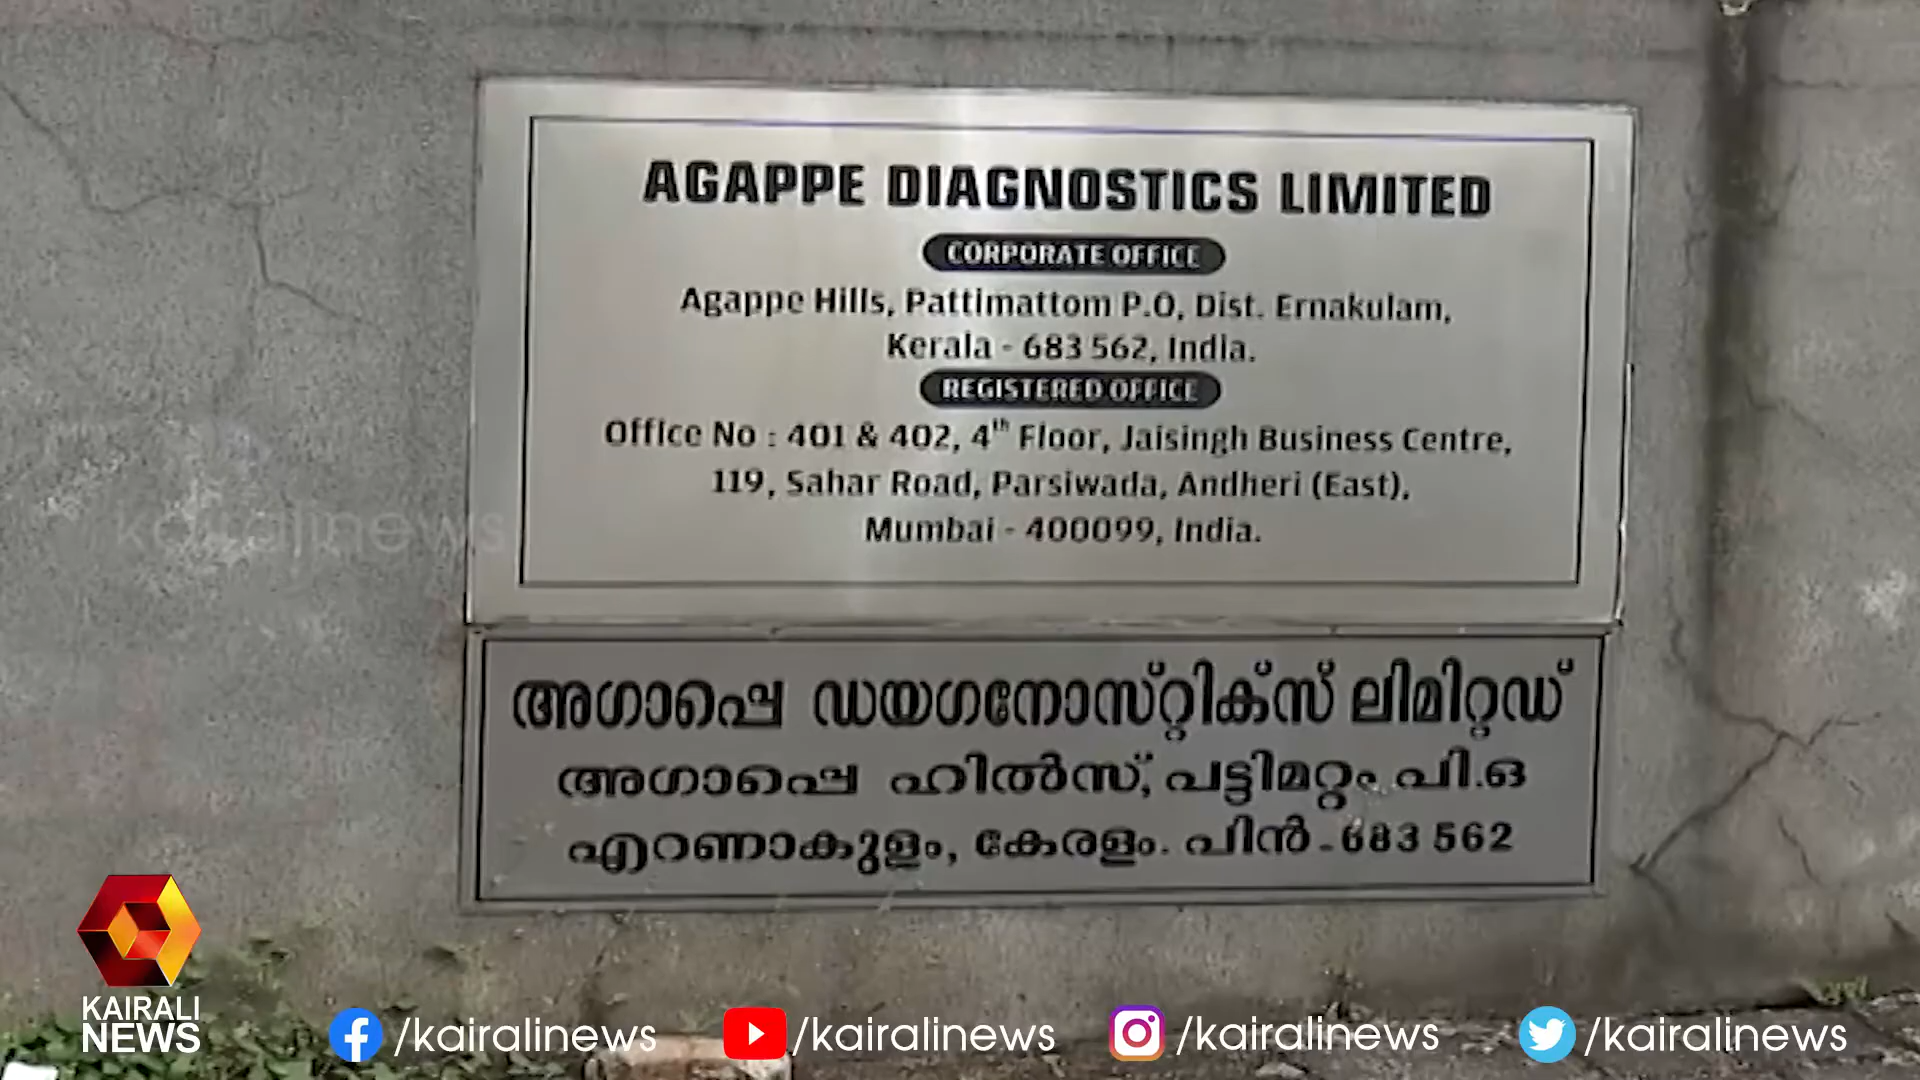 AGAPPE DIAGNOSTICS LIMITED
CORPORATE OFFICE
Agappe Hills, Pattimattom P.O, Dist. Ernakulam,
Kerala - 683 562, India.
REGISTERED OFFICE
Office No : 401 & 402, 4th Floor, Jaisingh Business Centre,
119, Sahar Road, Parsiwada, Andheri (East),
Mumbai - 400099, India.
kairalinews
അഗാപ്പെ ഡയഗനോസ്റ്റിക്സ് ലിമിറ്റഡ്
അഗാപ്പെ ഹിൽസ്, പട്ടിമറ്റം പി.ഒ
എറണാകുളം, കേരളം. പിൻ - 683 562
KAIRALI
NEWS
/kairalinews /kairalinews /kairalinews /kairalinews